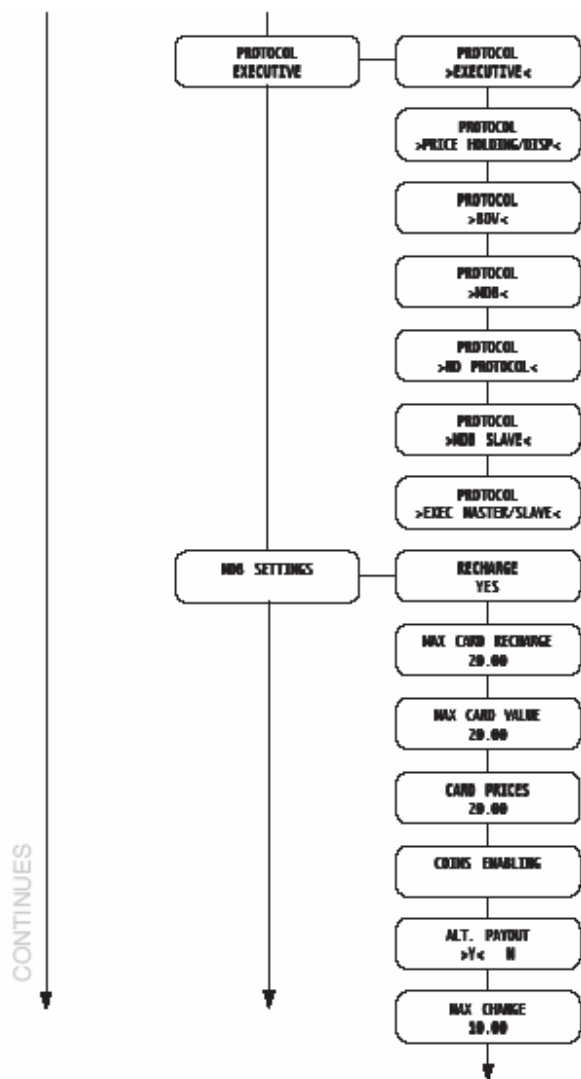 PROTOCOL
EXECUTIVE
PROTOCOL
>EXECUTIVE<
PROTOCOL
>PRICE HOLDING/DISP<
PROTOCOL
>BDV<
PROTOCOL
>MDB<
PROTOCOL
>NO PROTOCOL<
PROTOCOL
>MDB SLAVE<
PROTOCOL
>EXEC MASTER/SLAVE<
MDB SETTINGS
RECHARGE
YES
MAX CARD RECHARGE
20.00
MAX CARD VALUE
20.00
CARD PRICES
20.00
COINS ENABLING
ALT. PAYOUT
>Y< N
MAX CHANGE
10.00
CONTINUES